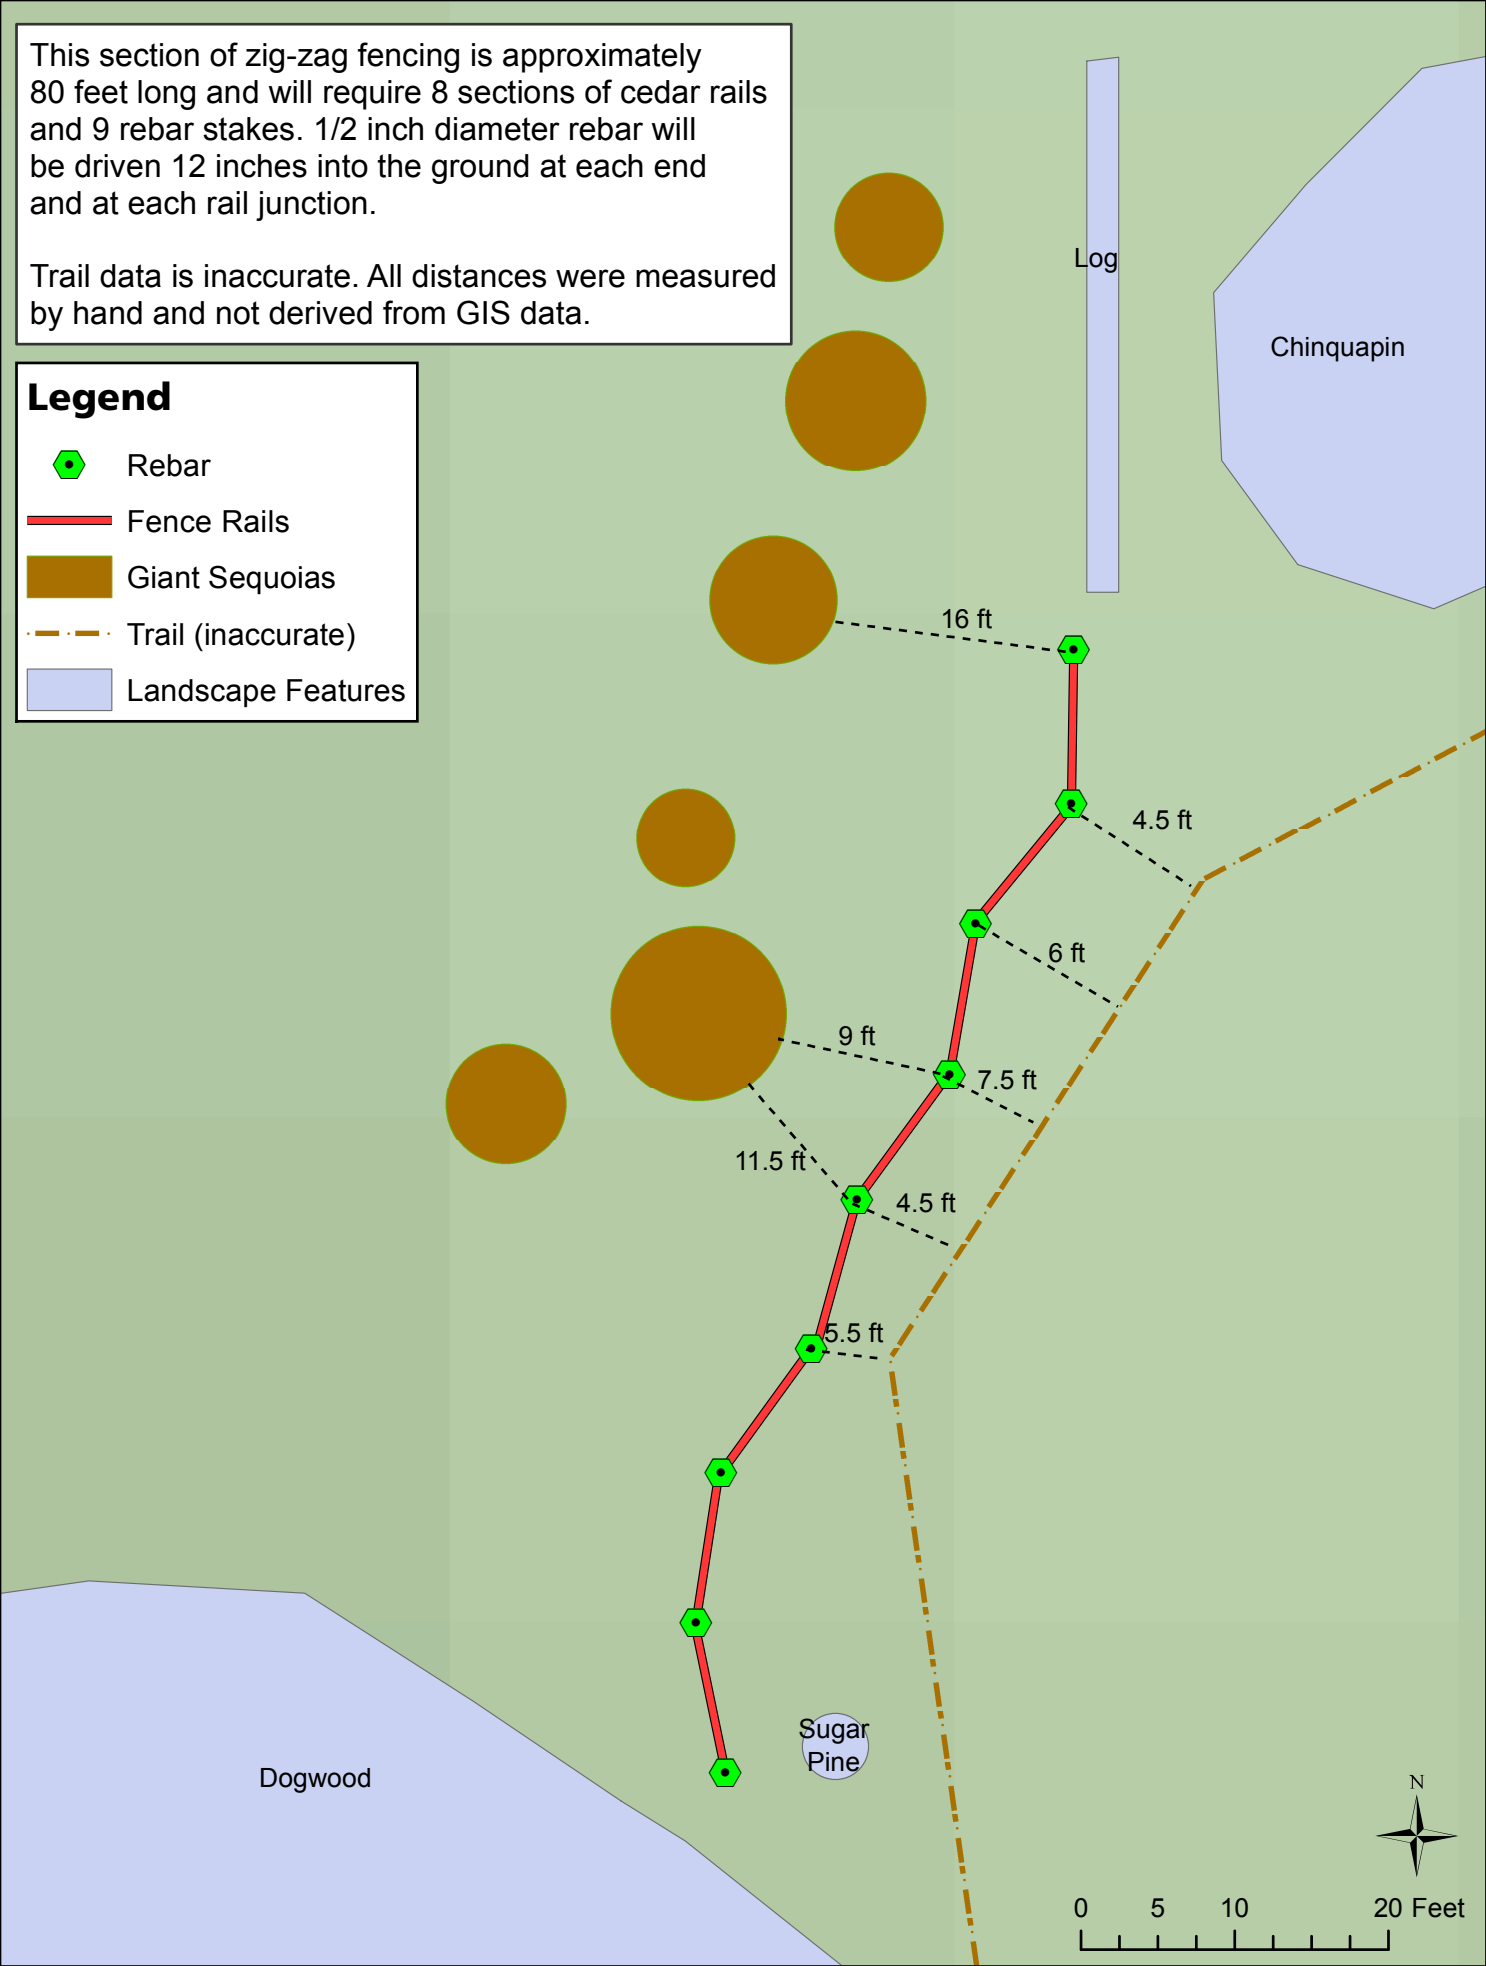 This section of zig-zag fencing is approximately
80 feet long and will require 8 sections of cedar rails
and 9 rebar stakes. 1/2 inch diameter rebar will
be driven 12 inches into the ground at each end
and at each rail junction.
Trail data is inaccurate. All distances were measured
by hand and not derived from GIS data.
Legend
Rebar
Fence Rails
Giant Sequoias
Trail (inaccurate)
Landscape Features
Log
Chinquapin
16 ft
4.5 ft
6 ft
9 ft
7.5 ft
11.5 ft
4.5 ft
5.5 ft
Sugar
Pine
Dogwood
N
0 5 10 20 Feet